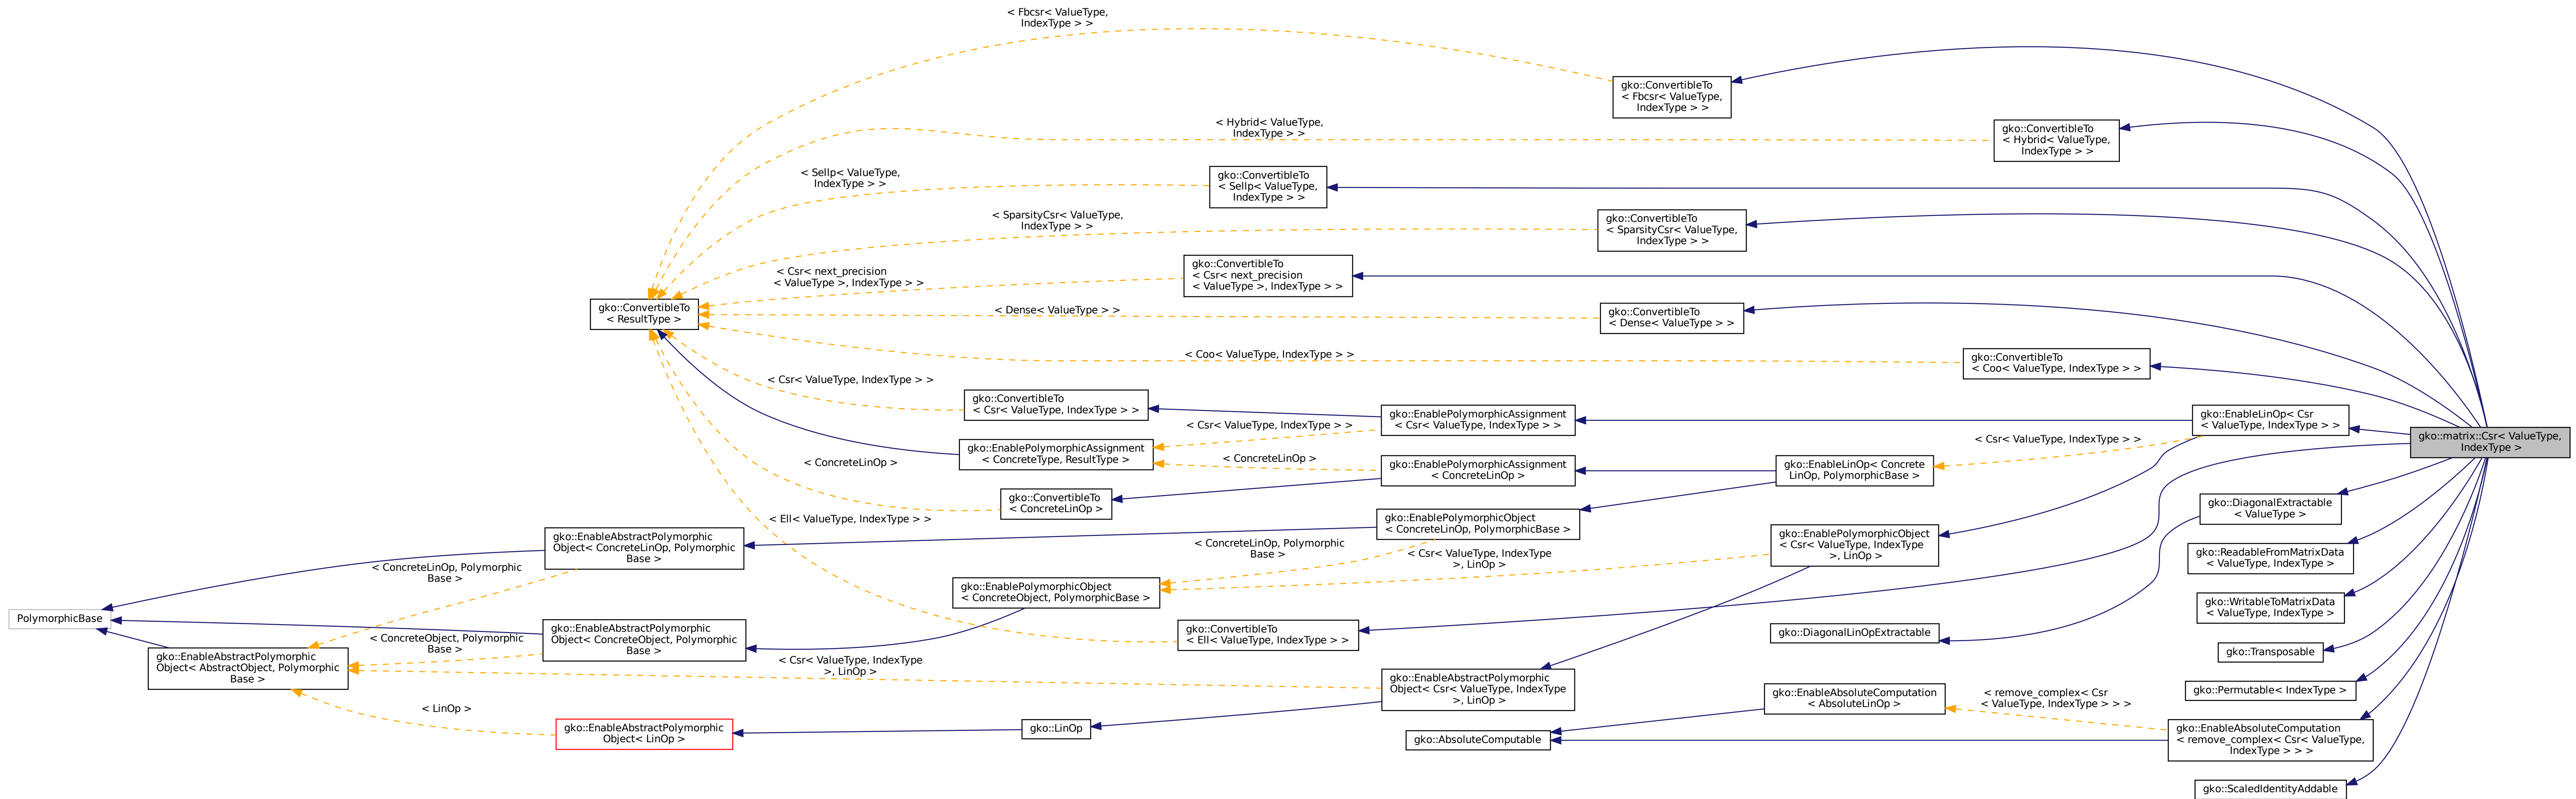 < Fbcsr< ValueType,
IndexType > >
gko::ConvertibleTo
< Fbcsr< ValueType,
IndexType > >
< Hybrid< ValueType,
IndexType > >
gko::ConvertibleTo
< Hybrid< ValueType,
IndexType > >
< Sellp< ValueType,
IndexType > >
gko::ConvertibleTo
< Sellp< ValueType,
IndexType > >
< SparsityCsr< ValueType,
IndexType > >
gko::ConvertibleTo
< SparsityCsr< ValueType,
IndexType > >
< Csr< next_precision
< ValueType >, IndexType > >
gko::ConvertibleTo
< Csr< next_precision
< ValueType >, IndexType > >
gko::ConvertibleTo
< ResultType >
< Dense< ValueType > >
gko::ConvertibleTo
< Dense< ValueType > >
< Coo< ValueType, IndexType > >
gko::ConvertibleTo
< Coo< ValueType, IndexType > >
< Csr< ValueType, IndexType > >
gko::ConvertibleTo
< Csr< ValueType, IndexType > >
gko::EnablePolymorphicAssignment
< Csr< ValueType, IndexType > >
gko::EnableLinOp< Csr
< ValueType, IndexType > >
gko::matrix::Csr< ValueType,
IndexType >
< Csr< ValueType, IndexType > >
< Csr< ValueType, IndexType > >
gko::EnablePolymorphicAssignment
< ConcreteType, ResultType >
< ConcreteLinOp >
< ConcreteLinOp >
gko::EnablePolymorphicAssignment
< ConcreteLinOp >
gko::EnableLinOp< Concrete
LinOp, PolymorphicBase >
gko::ConvertibleTo
< ConcreteLinOp >
gko::DiagonalExtractable
< ValueType >
< Ell< ValueType, IndexType > >
gko::EnablePolymorphicObject
< ConcreteLinOp, PolymorphicBase >
gko::EnableAbstractPolymorphic
Object< ConcreteLinOp, Polymorphic
Base >
gko::EnablePolymorphicObject
< Csr< ValueType, IndexType
>, LinOp >
< ConcreteLinOp, Polymorphic
Base >
< Csr< ValueType, IndexType
>, LinOp >
gko::ReadableFromMatrixData
< ValueType, IndexType >
< ConcreteLinOp, Polymorphic
Base >
gko::EnablePolymorphicObject
< ConcreteObject, PolymorphicBase >
gko::WritableToMatrixData
< ValueType, IndexType >
PolymorphicBase
gko::EnableAbstractPolymorphic
Object< ConcreteObject, Polymorphic
Base >
gko::ConvertibleTo
< Ell< ValueType, IndexType > >
gko::DiagonalLinOpExtractable
< ConcreteObject, Polymorphic
Base >
gko::Transposable
gko::EnableAbstractPolymorphic
Object< AbstractObject, Polymorphic
Base >
< Csr< ValueType, IndexType
>, LinOp >
gko::EnableAbstractPolymorphic
Object< Csr< ValueType, IndexType
>, LinOp >
gko::Permutable< IndexType >
gko::EnableAbsoluteComputation
< AbsoluteLinOp >
< remove_complex< Csr
< ValueType, IndexType > > >
< LinOp >
gko::EnableAbstractPolymorphic
Object< LinOp >
gko::LinOp
gko::AbsoluteComputable
gko::EnableAbsoluteComputation
< remove_complex< Csr< ValueType,
IndexType > > >
gko::ScaledIdentityAddable